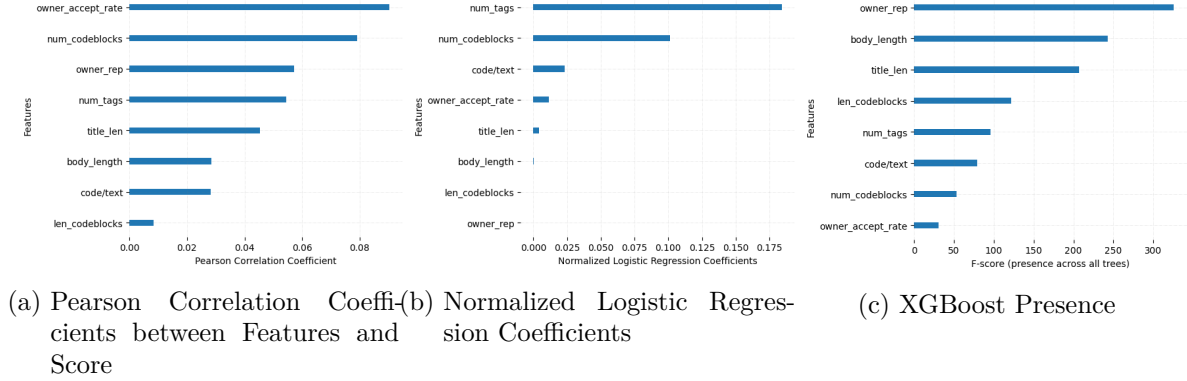 owner_accept_rate
num_codeblocks
owner_rep
num_tags
title_len
body_length
code/text
len_codeblocks
Features
0.00 0.02 0.04 0.06 0.08
Pearson Correlation Coefficient
num_tags
num_codeblocks
code/text
owner_accept_rate
title_len
body_length
len_codeblocks
owner_rep
Features
0.000 0.025 0.050 0.075 0.100 0.125 0.150 0.175
Normalized Logistic Regression Coefficients
owner_rep
body_length
title_len
len_codeblocks
num_tags
code/text
num_codeblocks
owner_accept_rate
Features
0 50 100 150 200 250 300
F-score (presence across all trees)
(a) Pearson Correlation Coeffi-
cients between Features and
Score
(b) Normalized Logistic Regres-
sion Coefficients
(c) XGBoost Presence